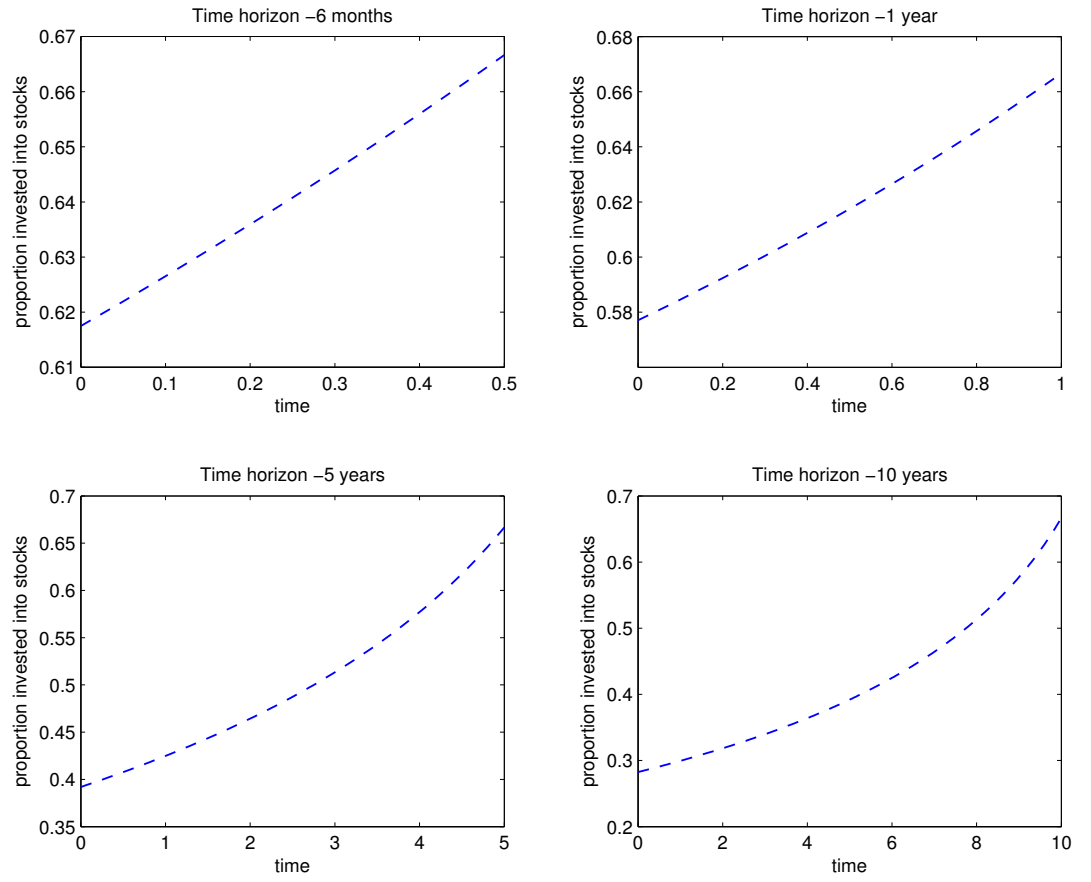 Time horizon −6 months
proportion invested into stocks
0.67
0.66
0.65
0.64
0.63
0.62
0.61
0 0.1 0.2 0.3 0.4 0.5
time
Time horizon −1 year
proportion invested into stocks
0.68
0.66
0.64
0.62
0.6
0.58
0 0.2 0.4 0.6 0.8 1
time
Time horizon −5 years
proportion invested into stocks
0.7
0.65
0.6
0.55
0.5
0.45
0.4
0.35
0 1 2 3 4 5
time
Time horizon −10 years
proportion invested into stocks
0.7
0.6
0.5
0.4
0.3
0.2
0 2 4 6 8 10
time